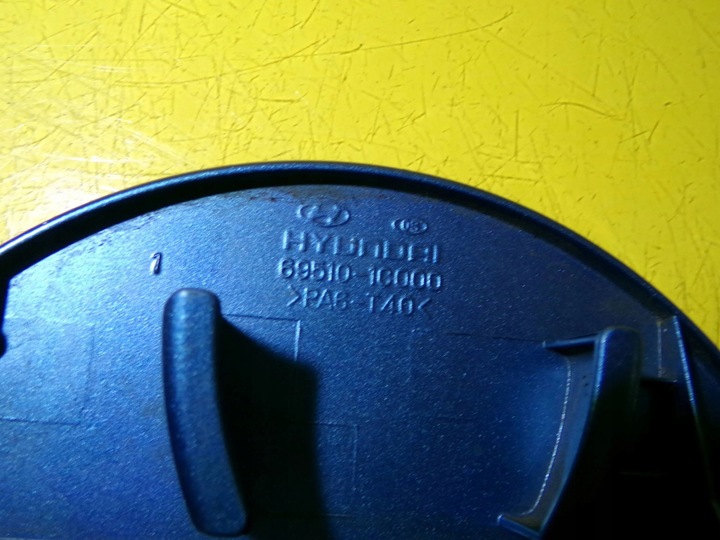 HYUNDAI
1
69510-1C000
>PA6-T40<